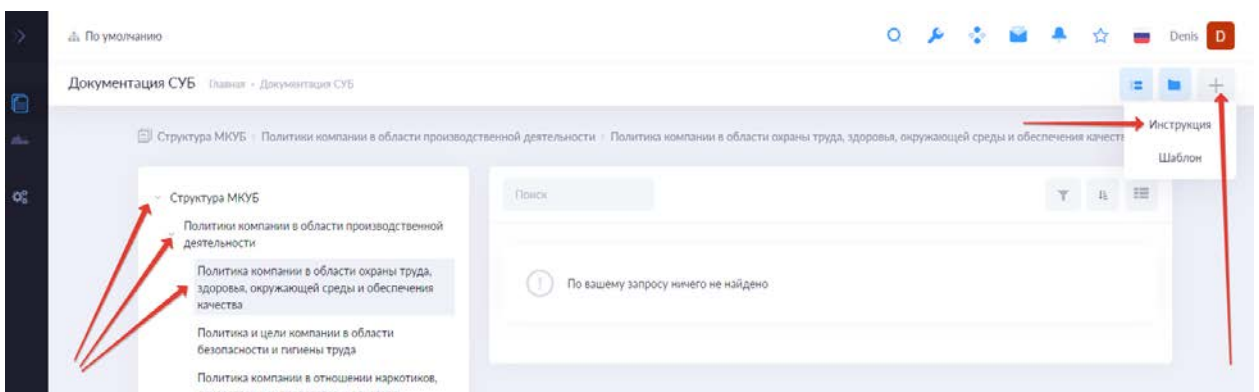 По умолчанию
Denis D
Документация СУБ Главная - Документация СУБ
Инструкция
Шаблон
Структура МКУБ / Политики компании в области производственной деятельности / Политика компании в области охраны труда, здоровья, окружающей среды и обеспечения качест
Структура МКУБ
Поиск
Политики компании в области производственной
деятельности
Политика компании в области охраны труда,
здоровья, окружающей среды и обеспечения
качества
По вашему запросу ничего не найдено
Политика и цели компании в области
безопасности и гигиены труда
Политика компании в отношении наркотиков,